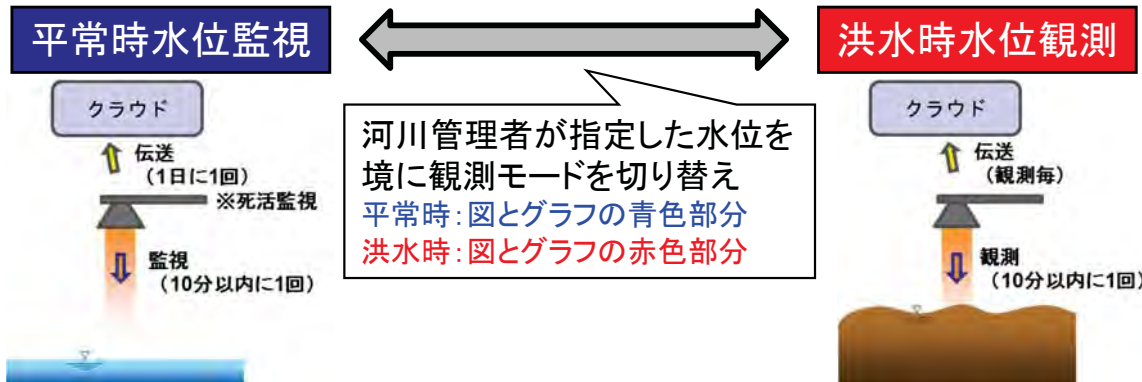 平常時水位監視
クラウド
伝送
（1日に1回）
※死活監視
監視
（10分以内に1回）
河川管理者が指定した水位を
境に観測モードを切り替え
平常時：図とグラフの青色部分
洪水時：図とグラフの赤色部分
洪水時水位観測
クラウド
伝送
（観測毎）
観測
（10分以内に1回）